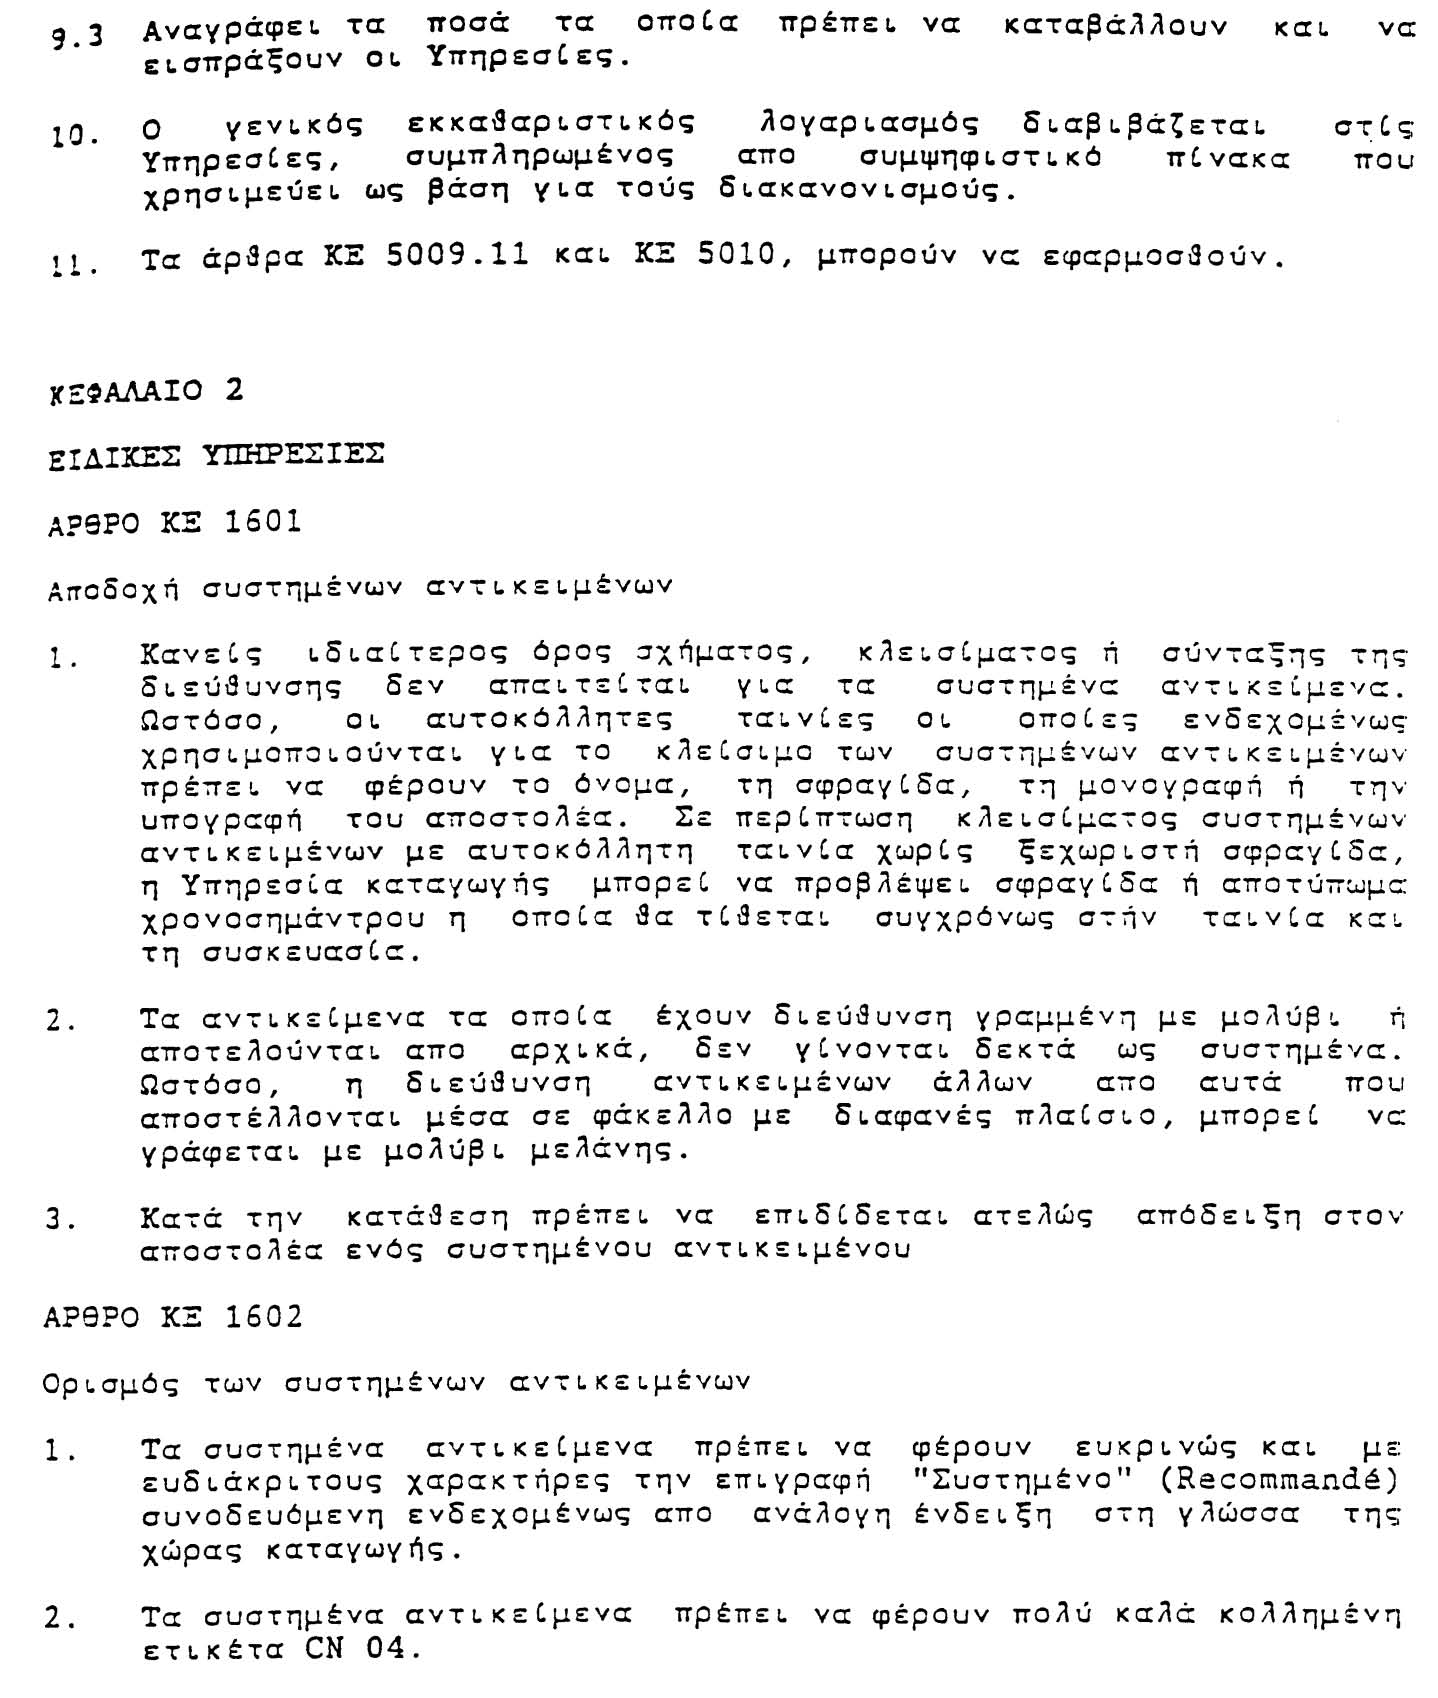 9.3 Αναγράφει τα ποσά τα οποία πρέπει να καταβάλλουν και να
εισπράξουν οι Υπηρεσίες.
10. Ο γενικός εκκαθαριστικός λογαριασμός διαβιβάζεται στίς
Υπηρεσίες, συμπληρωμένος απο συμψηφιστικό πίνακα που
χρησιμεύει ως βάση για τούς διακανονισμούς.
11. Τα άρθρα ΚΞ 5009.11 και ΚΞ 5010, μπορούν να εφαρμοσθούν.
ΚΕΦΑΛΑΙΟ 2
ΕΙΔΙΚΕΣ ΥΠΗΡΕΣΙΕΣ
ΑΡΘΡΟ ΚΞ 1601
Αποδοχή συστημένων αντικειμένων
1. Κανείς ιδιαίτερος όρος σχήματος, κλεισίματος ή σύνταξης της
διεύθυνσης δεν απαιτείται για τα συστημένα αντικείμενα.
Ωστόσο, οι αυτοκόλλητες ταινίες οι οποίες ενδεχομένως
χρησιμοποιούνται για το κλείσιμο των συστημένων αντικειμένων
πρέπει να φέρουν το όνομα, τη σφραγίδα, τη μονογραφή ή την
υπογραφή του αποστολέα. Σε περίπτωση κλεισίματος συστημένων
αντικειμένων με αυτοκόλλητη ταινία χωρίς ξεχωριστή σφραγίδα,
η Υπηρεσία καταγωγής μπορεί να προβλέψει σφραγίδα ή αποτύπωμα
χρονοσημάντρου η οποία θα τίθεται συγχρόνως στήν ταινία και
τη συσκευασία.
2. Τα αντικείμενα τα οποία έχουν διεύθυνση γραμμένη με μολύβι ή
αποτελούνται απο αρχικά, δεν γίνονται δεκτά ως συστημένα.
Ωστόσο, η διεύθυνση αντικειμένων άλλων απο αυτά που
αποστέλλονται μέσα σε φάκελλο με διαφανές πλαίσιο, μπορεί να
γράφεται με μολύβι μελάνης.
3. Κατά την κατάθεση πρέπει να επιδίδεται ατελώς απόδειξη στον
αποστολέα ενός συστημένου αντικειμένου
ΑΡΘΡΟ ΚΞ 1602
Ορισμός των συστημένων αντικειμένων
1. Τα συστημένα αντικείμενα πρέπει να φέρουν ευκρινώς και με
ευδιάκριτους χαρακτήρες την επιγραφή "Συστημένο" (Recommandé)
συνοδευόμενη ενδεχομένως απο ανάλογη ένδειξη στη γλώσσα της
χώρας καταγωγής.
2. Τα συστημένα αντικείμενα πρέπει να φέρουν πολύ καλά κολλημένη
ετικέτα CN 04.